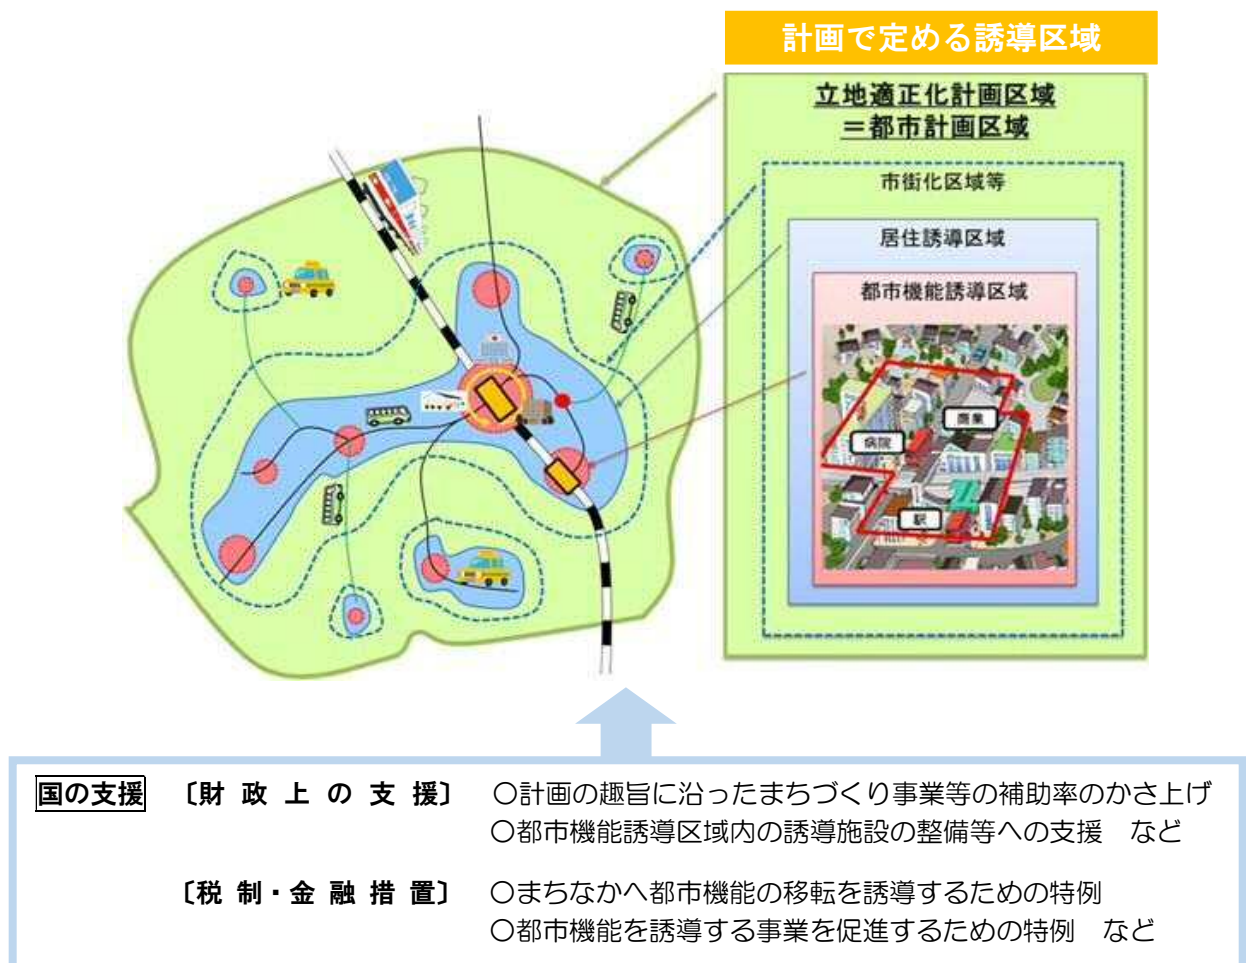 計画で定める誘導区域
立地適正化計画区域
＝都市計画区域
市街化区域等
居住誘導区域
都市機能誘導区域
商業
病院
駅
国の支援 〔財政上の支援〕 〇計画の趣旨に沿ったまちづくり事業等の補助率のかさ上げ
〇都市機能誘導区域内の誘導施設の整備等への支援　など
〔税制・金融措置〕 〇まちなかへ都市機能の移転を誘導するための特例
〇都市機能を誘導する事業を促進するための特例　など